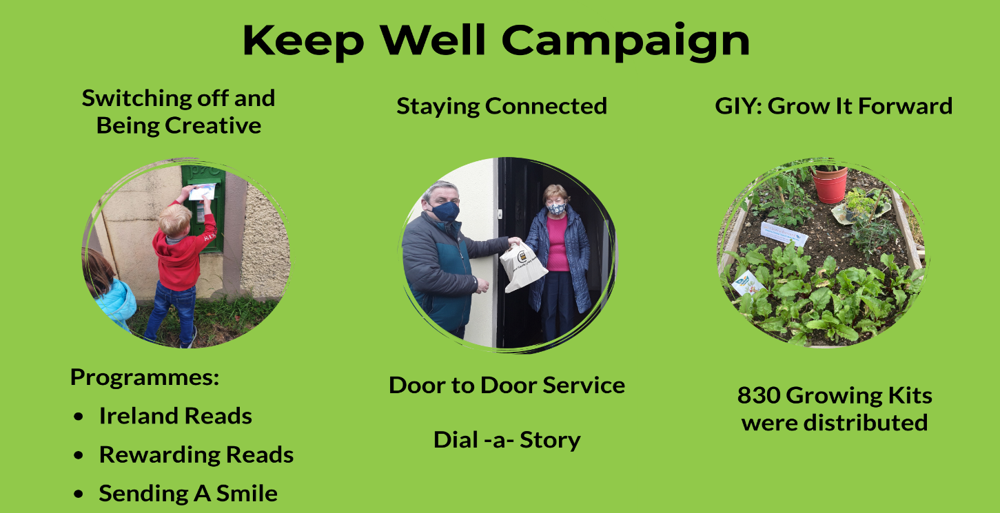 Keep Well Campaign
Switching off and
Being Creative
Staying Connected
GIY: Grow It Forward
Programmes:
• Ireland Reads
• Rewarding Reads
• Sending A Smile
Door to Door Service
Dial -a- Story
830 Growing Kits
were distributed